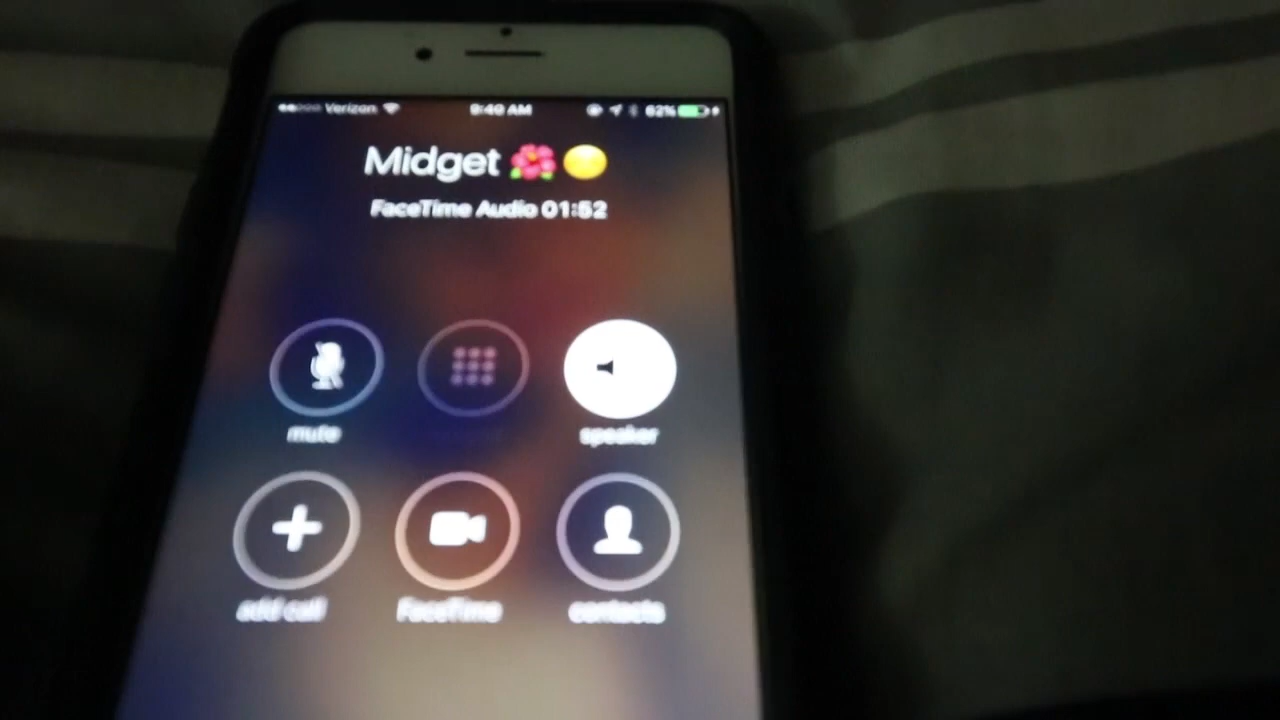 Verizon 9:40 AM 62%
Midget 🌺🌕
FaceTime Audio 01:52
mute
speaker
add call
FaceTime
contacts